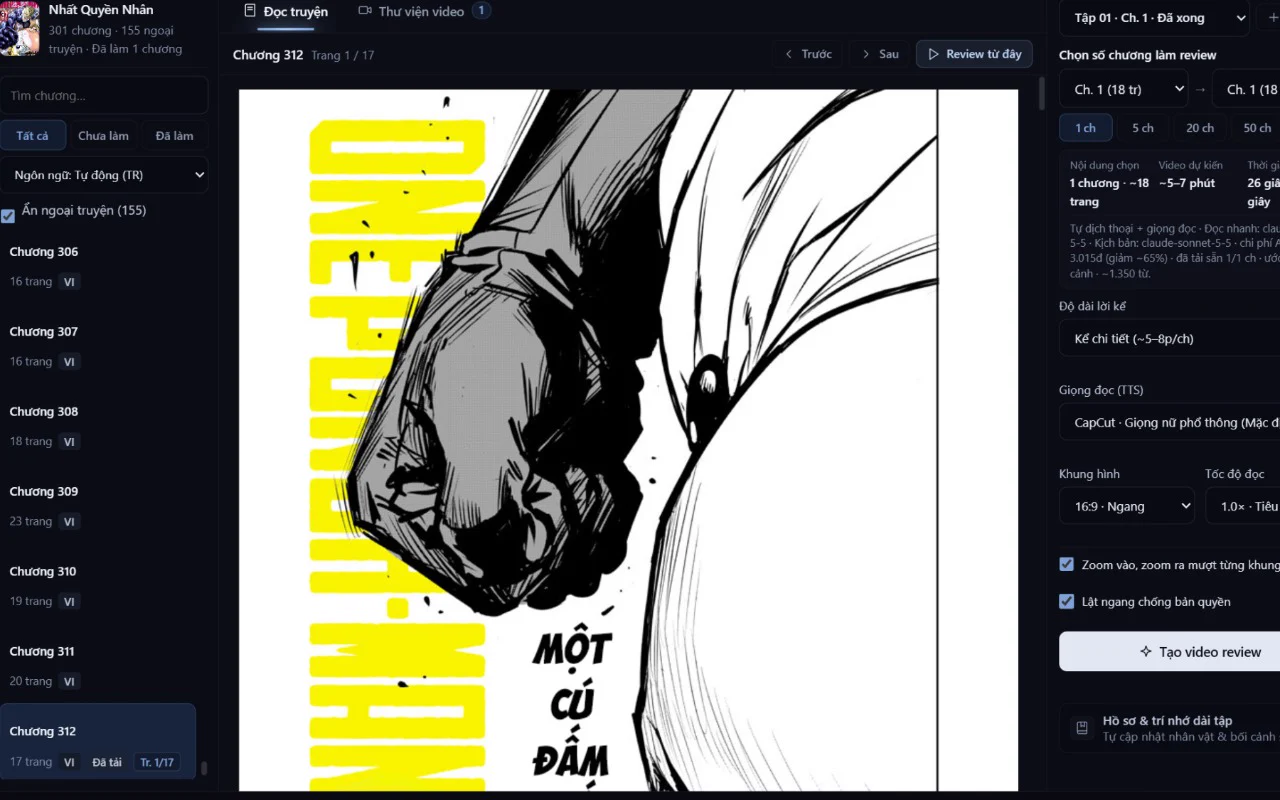 Nhất Quyền Nhân
301 chương · 155 ngoại
truyện · Đã làm 1 chương
Tìm chương...
Tất cả
Chưa làm
Đã làm
Ngôn ngữ: Tự động (TR)
Ẩn ngoại truyện (155)
Chương 306
16 trang VI
Chương 307
16 trang VI
Chương 308
18 trang VI
Chương 309
23 trang VI
Chương 310
19 trang VI
Chương 311
20 trang VI
Chương 312
17 trang VI Đã tải Tr. 1/17
Đọc truyện
Thư viện video 1
Chương 312 Trang 1 / 17
Trước
Sau
Review từ đây
ONE PUNCH-MAN
MỘT
CÚ
ĐẤM
Tập 01 · Ch. 1 · Đã xong
Chọn số chương làm review
Ch. 1 (18 tr) → Ch. 1 (18
1 ch
5 ch
20 ch
50 ch
Nội dung chọn
1 chương · ~18
trang
Video dự kiến
~5–7 phút
Thời gi
26 giâ
giây
Tự dịch thoại + giọng đọc · Đọc nhanh: clau
5-5 · Kịch bản: claude-sonnet-5-5 · chi phí A
3.015đ (giảm ~65%) · đã tải sẵn 1/1 ch · ướ
cảnh · ~1.350 từ.
Độ dài lời kể
Kể chi tiết (~5–8p/ch)
Giọng đọc (TTS)
CapCut · Giọng nữ phổ thông (Mặc đ
Khung hình
16:9 · Ngang
Tốc độ đọc
1.0× · Tiêu
Zoom vào, zoom ra mượt từng khung
Lật ngang chống bản quyền
Tạo video review
Hồ sơ & trí nhớ dài tập
Tự cập nhật nhân vật & bối cảnh